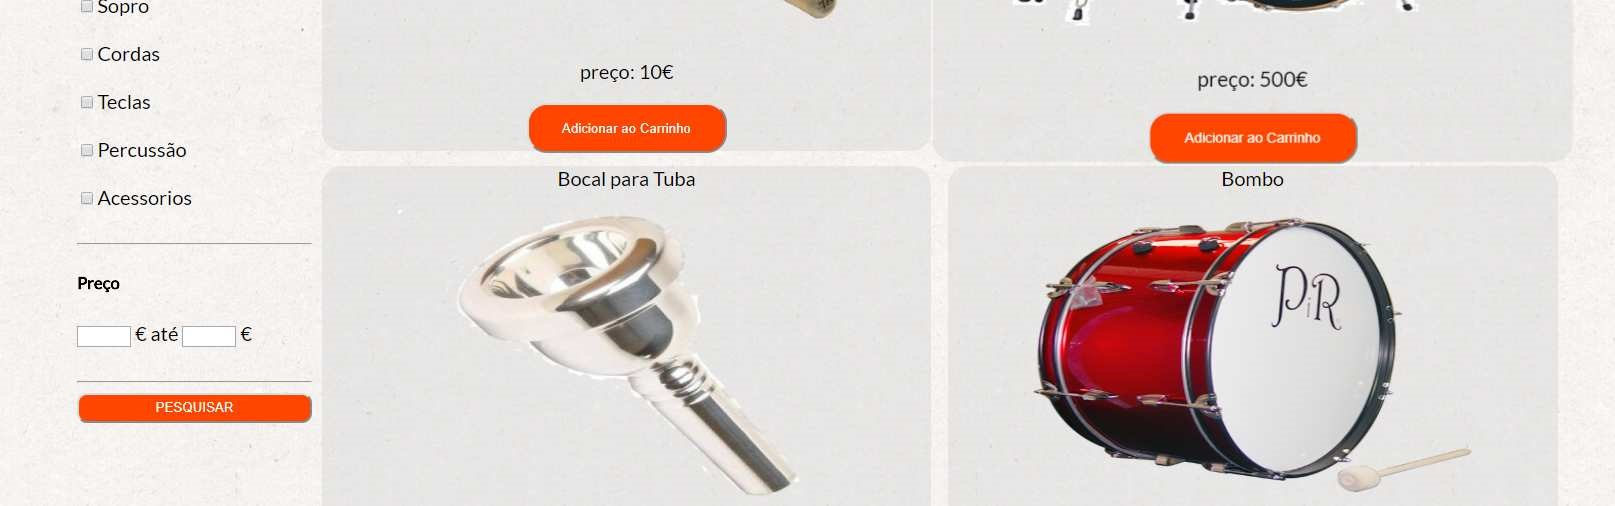 Sopro
Cordas
Teclas
Percussão
Acessorios
Preço
€ até €
PESQUISAR
preço: 10€
Adicionar ao Carrinho
preço: 500€
Adicionar ao Carrinho
Bocal para Tuba
Bombo
PiR